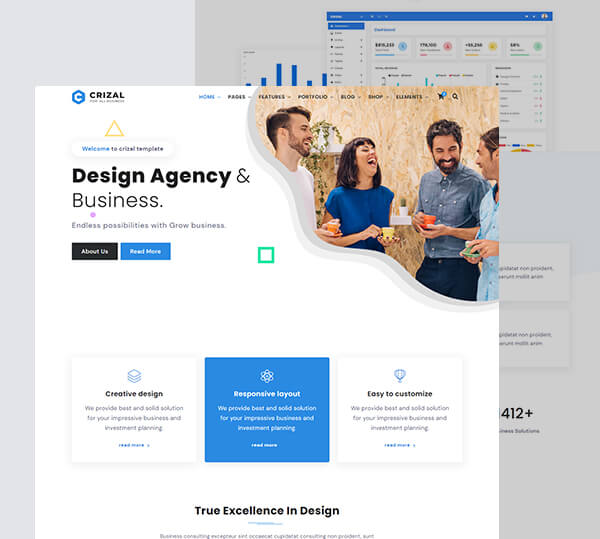 CRIZAL
Dashboard
$810,233
179,100
+55,256
58%
CRIZAL
FOR ALL BUSINESS
HOME PAGES FEATURES PORTFOLIO BLOG SHOP ELEMENTS
Welcome to crizal template
Design Agency &
Business.
Endless possibilities with Grow business.
About Us
Read More
Creative design
We provide best and solid solution
for your impressive business and
investment planning.
read more
Responsive layout
We provide best and solid solution
for your impressive business and
investment planning.
read more
Easy to customize
We provide best and solid solution
for your impressive business and
investment planning.
read more
cupidatat non proident,
deserunt mollit anim
cupidatat non proident,
deserunt mollit anim
412+
iness Solutions
True Excellence In Design
Business consulting excepteur sint occaecat cupidatat consulting non proident, sunt